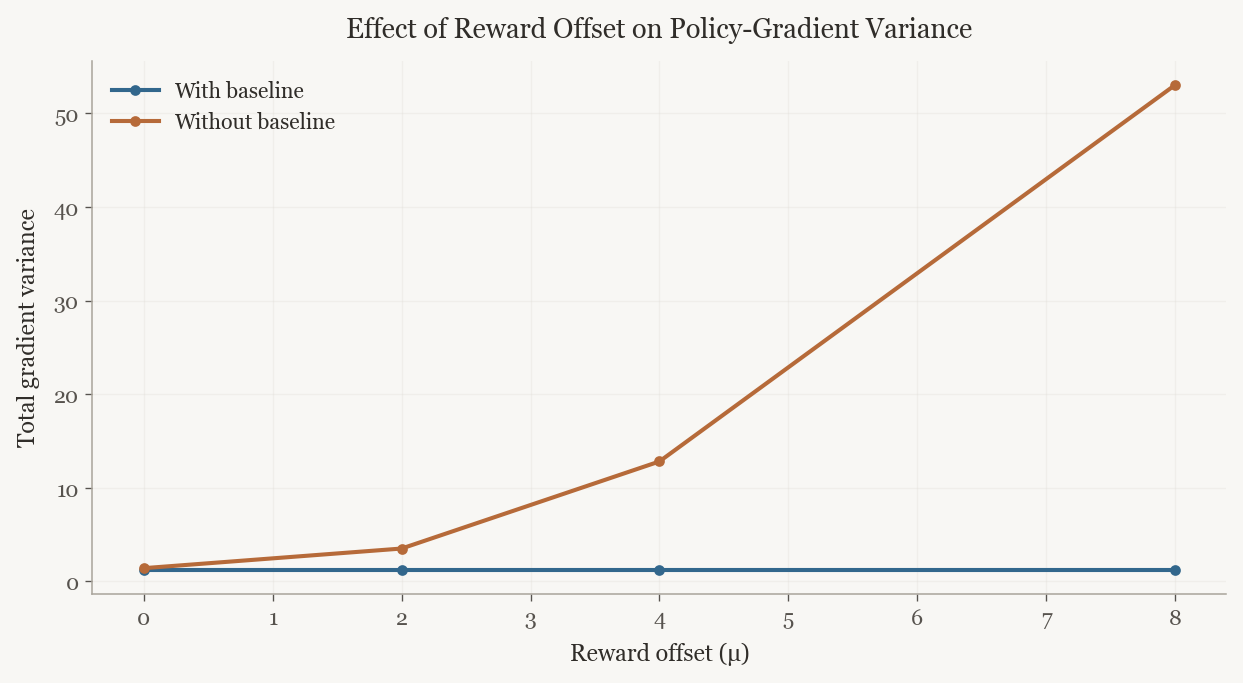 Effect of Reward Offset on Policy-Gradient Variance
With baseline
Without baseline
Total gradient variance
50
40
30
20
10
0
0 1 2 3 4 5 6 7 8
Reward offset (μ)